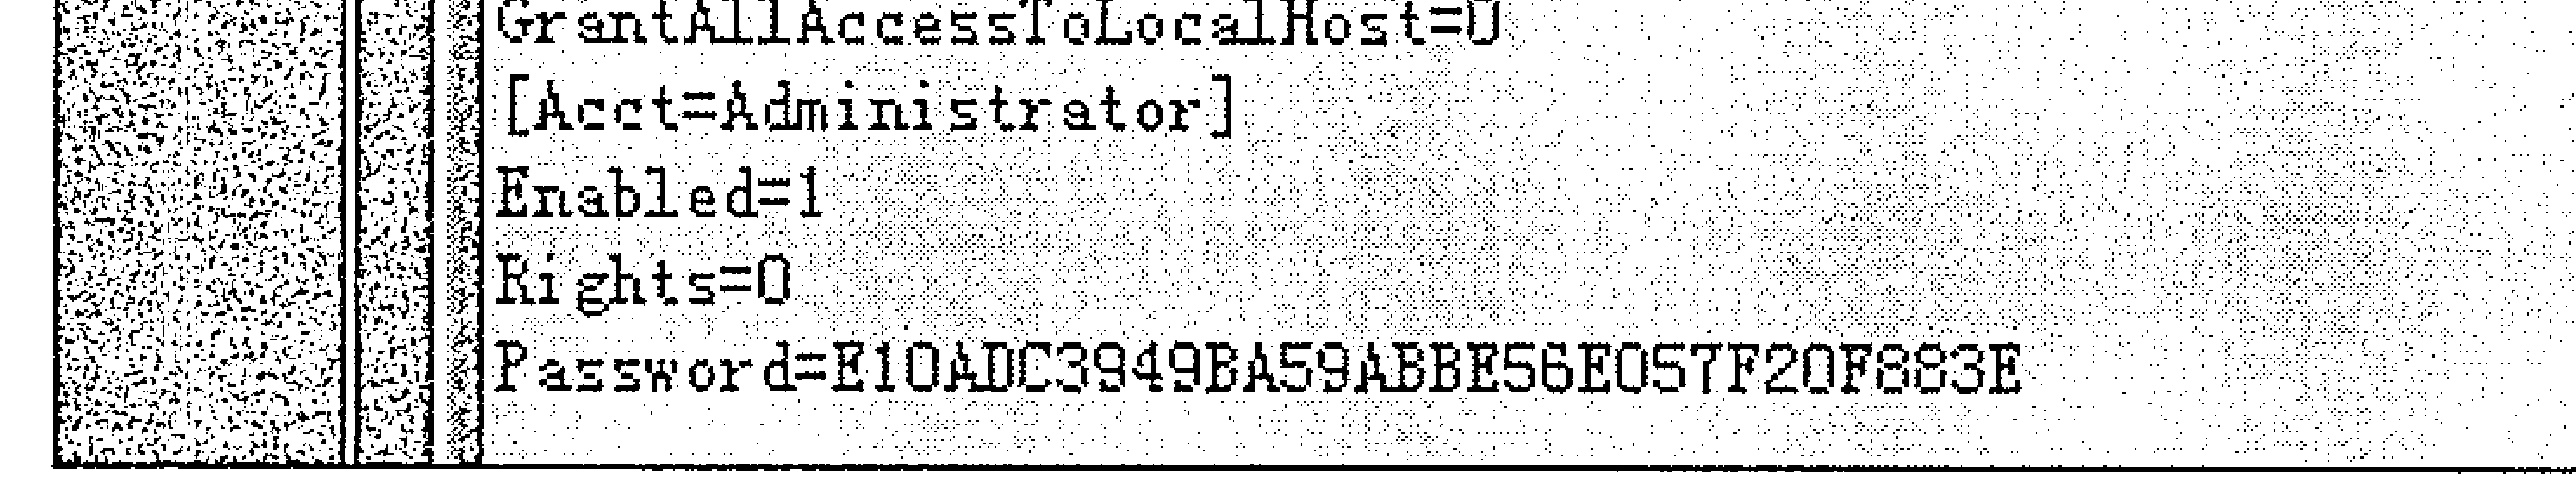 GrantAllAccessToLocalHost=0
[Acct=Administrator]
Enabled=1
Rights=0
Password=E10ADC3949BA59ABBE56E057F20F883E